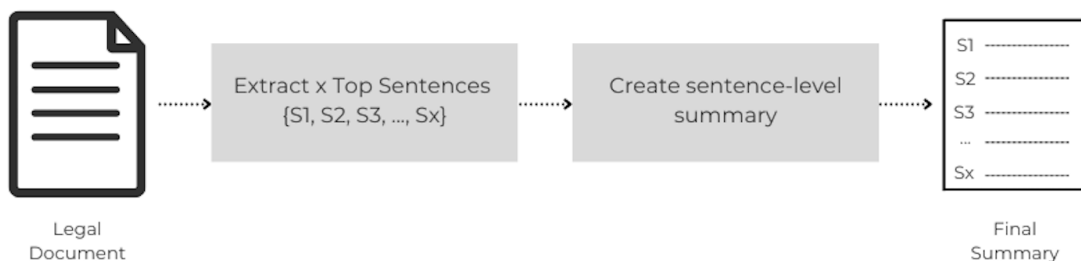 Extract x Top Sentences
{S1, S2, S3, ..., Sx}
Create sentence-level
summary
S1
S2
S3
...
Sx
Legal
Document
Final
Summary